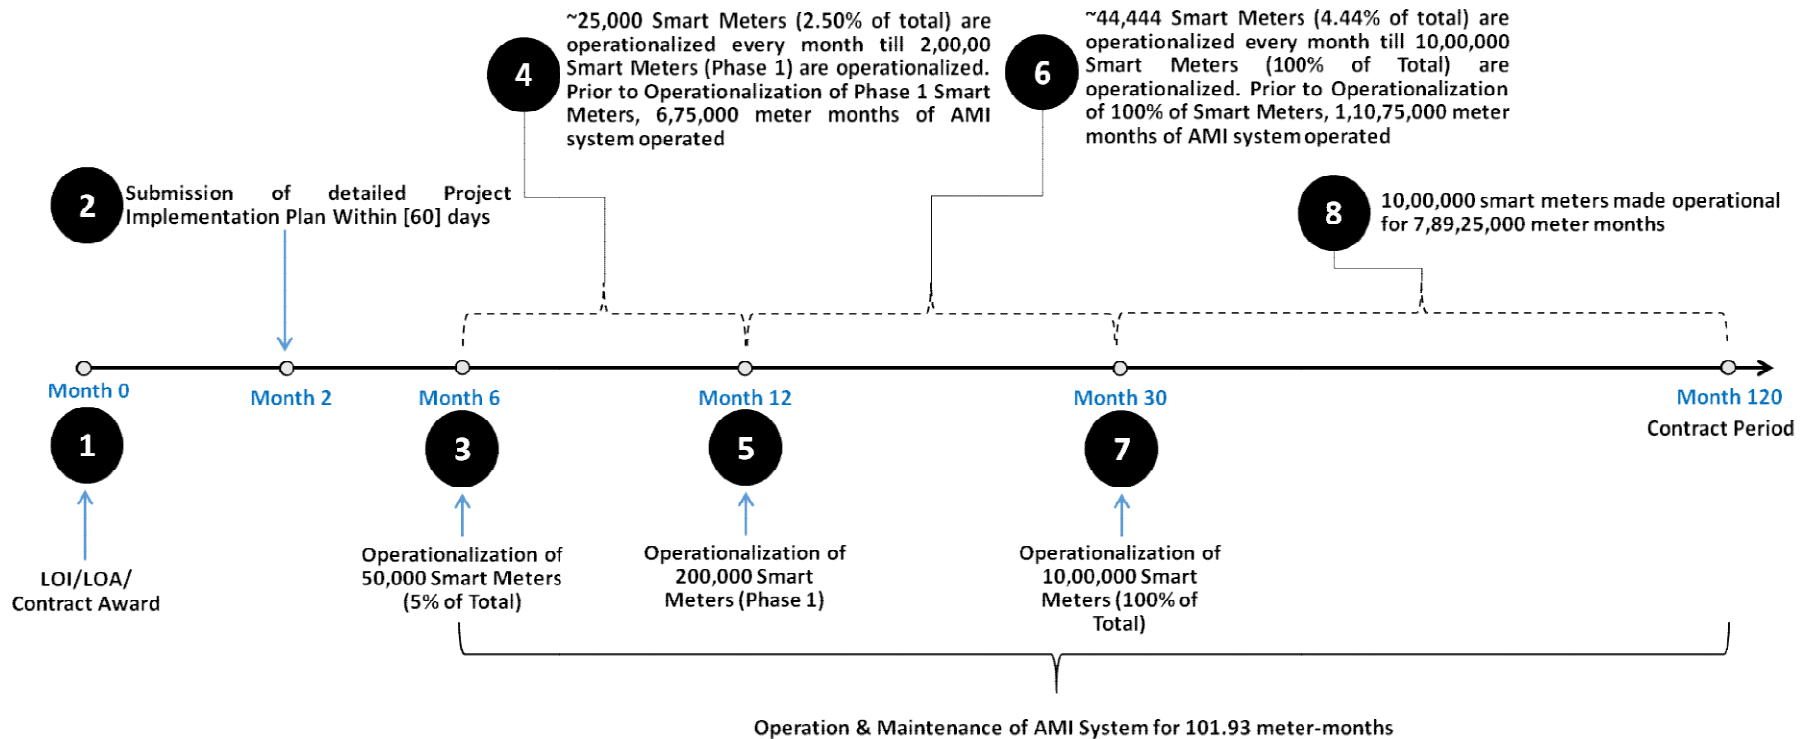 4
~25,000 Smart Meters (2.50% of total) are
operationalized every month till 2,00,00
Smart Meters (Phase 1) are operationalized.
Prior to Operationalization of Phase 1 Smart
Meters, 6,75,000 meter months of AMI
system operated
6
~44,444 Smart Meters (4.44% of total) are
operationalized every month till 10,00,000
Smart Meters (100% of Total) are
operationalized. Prior to Operationalization
of 100% of Smart Meters, 1,10,75,000 meter
months of AMI system operated
2
Submission of detailed Project
Implementation Plan Within [60] days
8
10,00,000 smart meters made operational
for 7,89,25,000 meter months
Month 0
Month 2
Month 6
Month 12
Month 30
Month 120
Contract Period
1
3
5
7
LOI/LOA/
Contract Award
Operationalization of
50,000 Smart Meters
(5% of Total)
Operationalization of
200,000 Smart
Meters (Phase 1)
Operationalization of
10,00,000 Smart
Meters (100% of
Total)
Operation & Maintenance of AMI System for 101.93 meter-months